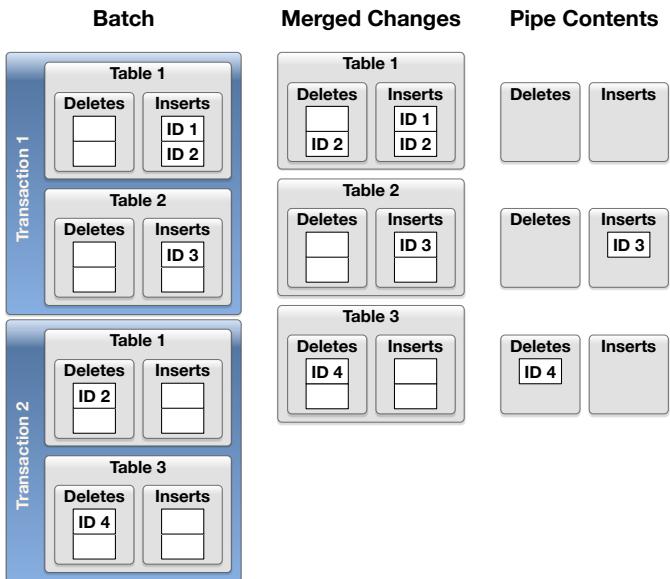 Batch
Merged Changes
Pipe Contents
Transaction 1
Table 1
Deletes Inserts
ID 1
ID 2
Table 2
Deletes Inserts
ID 3
Transaction 2
Table 1
Deletes Inserts
ID 2
Table 3
Deletes Inserts
ID 4
Table 1
Deletes Inserts
ID 1
ID 2 ID 2
Table 2
Deletes Inserts
ID 3
Table 3
Deletes Inserts
ID 4
Deletes Inserts
Deletes Inserts
ID 3
Deletes Inserts
ID 4